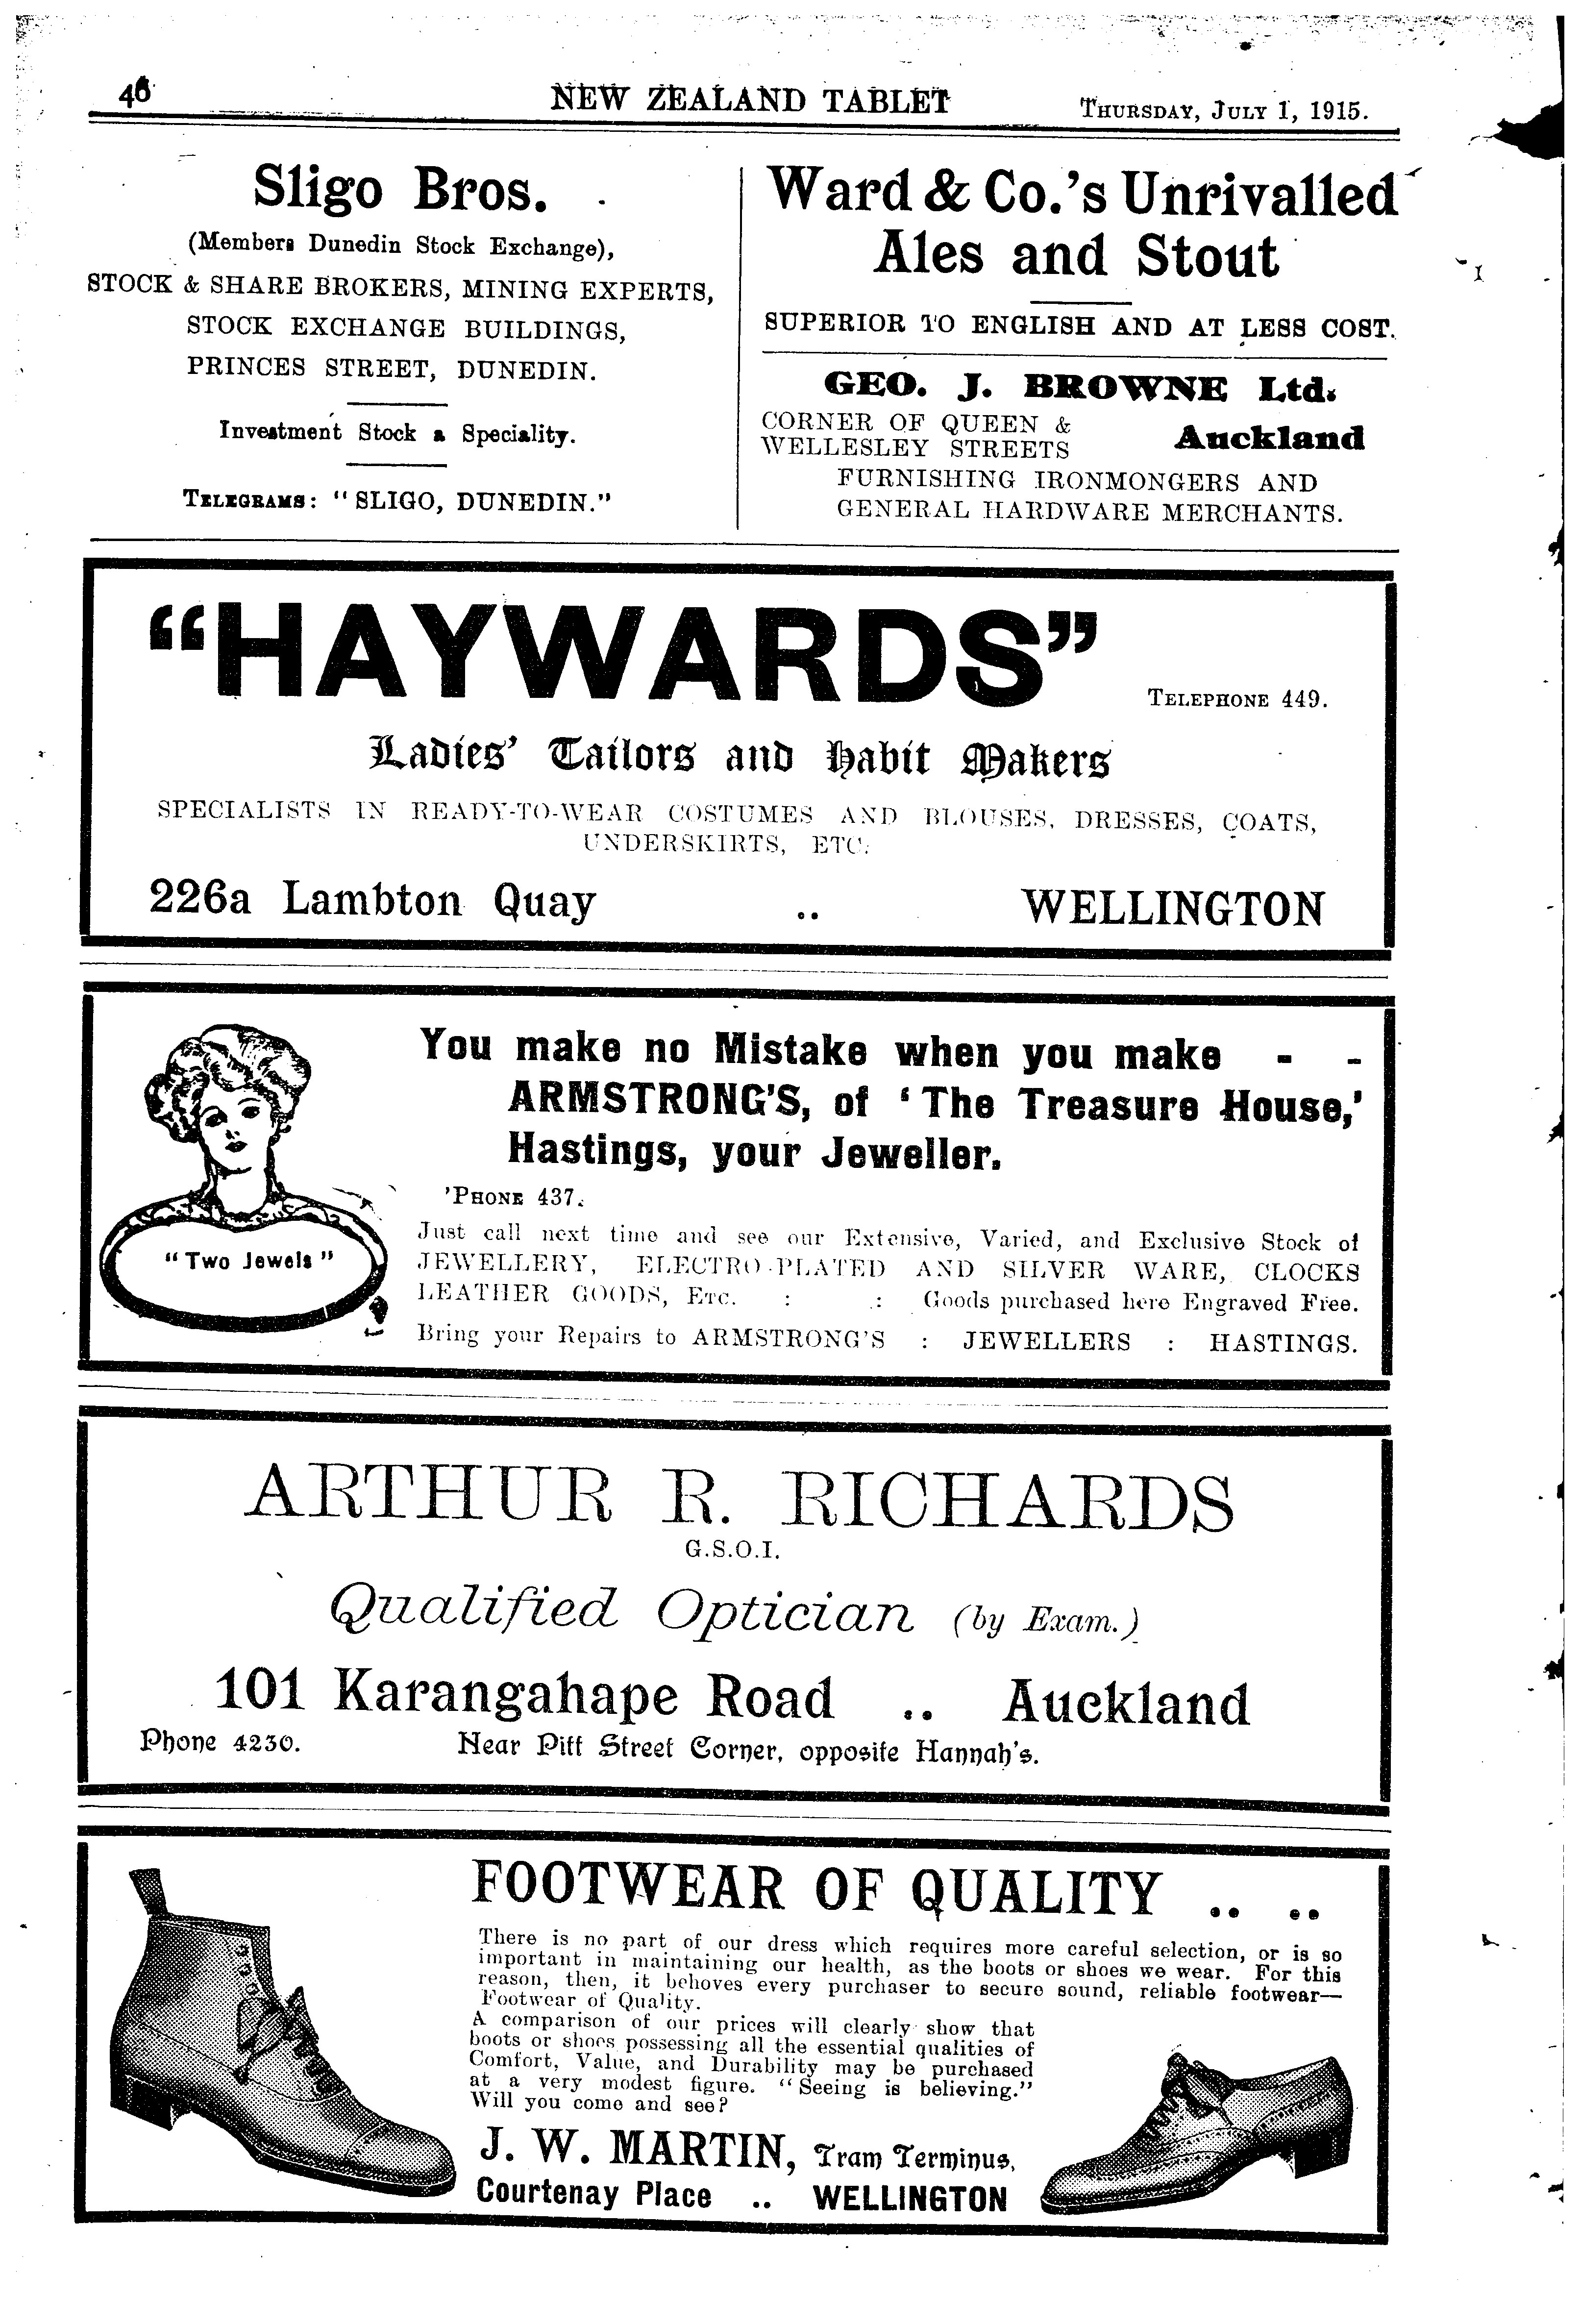 46
NEW ZEALAND TABLET
THURSDAY, JULY 1, 1915.
Sligo Bros.
(Members Dunedin Stock Exchange),
STOCK & SHARE BROKERS, MINING EXPERTS,
STOCK EXCHANGE BUILDINGS,
PRINCES STREET, DUNEDIN.
Investment Stock a Speciality.
TELEGRAMS: "SLIGO, DUNEDIN."
Ward & Co.'s Unrivalled
Ales and Stout
SUPERIOR TO ENGLISH AND AT LESS COST.
GEO. J. BROWNE Ltd.
CORNER OF QUEEN &
WELLESLEY STREETS
Auckland
FURNISHING IRONMONGERS AND
GENERAL HARDWARE MERCHANTS.
"HAYWARDS"
TELEPHONE 449.
Ladies' Tailors and Habit Makers
SPECIALISTS IN READY-TO-WEAR COSTUMES AND BLOUSES, DRESSES, COATS,
UNDERSKIRTS, ETC.
226a Lambton Quay .. WELLINGTON
You make no Mistake when you make - -
ARMSTRONG'S, of 'The Treasure House,'
Hastings, your Jeweller.
'PHONE 437.
"Two Jewels"
Just call next time and see our Extensive, Varied, and Exclusive Stock of
JEWELLERY, ELECTRO-PLATED AND SILVER WARE, CLOCKS
LEATHER GOODS, ETC. : : Goods purchased here Engraved Free.
Bring your Repairs to ARMSTRONG'S : JEWELLERS : HASTINGS.
ARTHUR R. RICHARDS
G.S.O.I.
Qualified Optician (by Exam.)
101 Karangahape Road .. Auckland
Phone 4230.
Near Pitt Street Corner, opposite Hannah's.
FOOTWEAR OF QUALITY .. ..
There is no part of our dress which requires more careful selection, or is so
important in maintaining our health, as the boots or shoes we wear. For this
reason, then, it behoves every purchaser to secure sound, reliable footwear—
Footwear of Quality.
A comparison of our prices will clearly show that
boots or shoes possessing all the essential qualities of
Comfort, Value, and Durability may be purchased
at a very modest figure. "Seeing is believing."
Will you come and see?
J. W. MARTIN, Tram Terminus,
Courtenay Place .. WELLINGTON